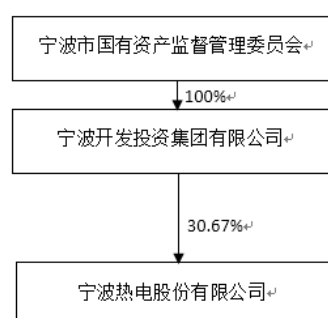 宁波市国有资产监督管理委员会
100%
宁波开发投资集团有限公司
30.67%
宁波热电股份有限公司